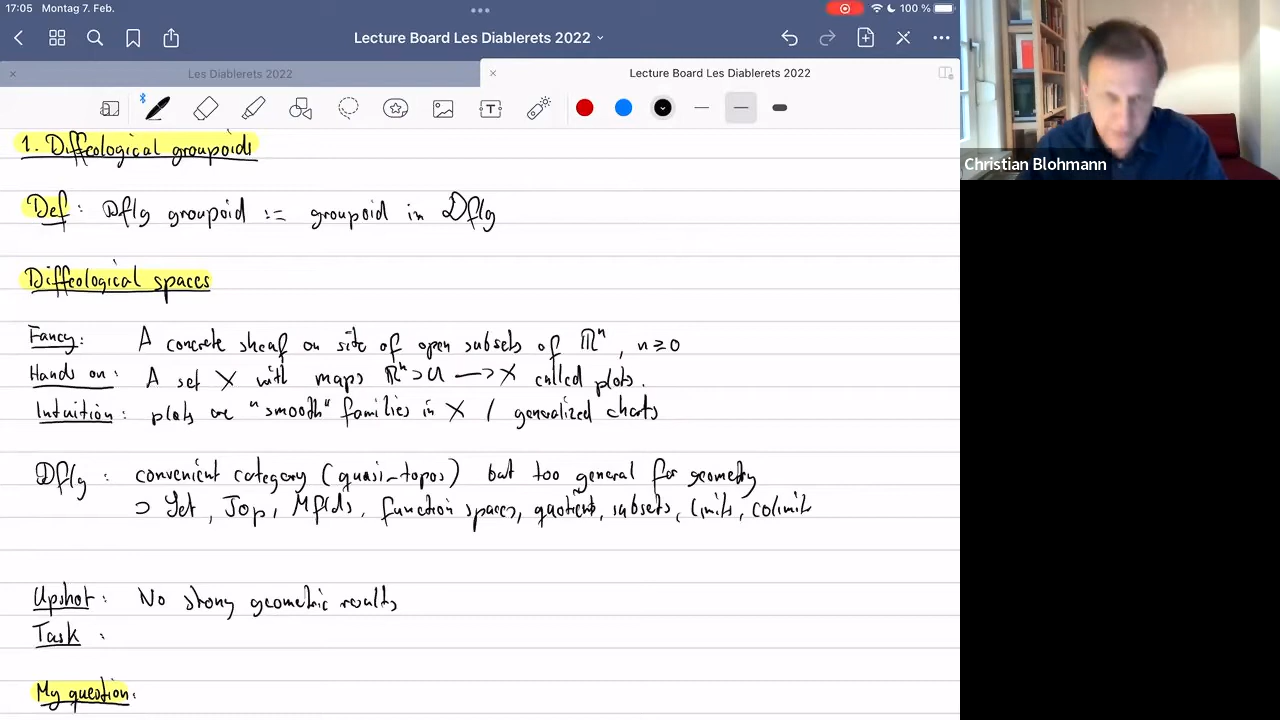 17:05 Montag 7. Feb.
100 %
Lecture Board Les Diablerets 2022
Les Diablerets 2022
Lecture Board Les Diablerets 2022
Christian Blohmann
1. Diffeological groupoids
Def: Dflg groupoid := groupoid in Dflg
Diffeological spaces
Fancy: A concrete sheaf on site of open subsets of ℝⁿ, n ≥ 0
Hands on: A set X with maps ℝⁿ ⊃ U → X called plots.
Intuition: plots are "smooth" families in X / generalized charts
Dflg: convenient category (quasi-topos) but too general for geometry
⊃ Set, Top, Mflds, function spaces, quotients, subsets, limits, colimits
Upshot: No strong geometric results
Task:
My question: